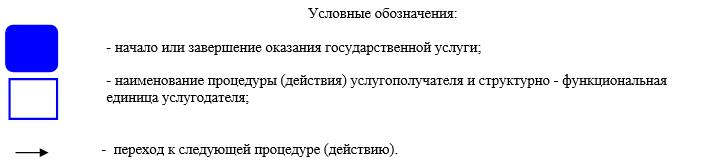 Условные обозначения:
- начало или завершение оказания государственной услуги;
- наименование процедуры (действия) услугополучателя и структурно - функциональная
единица услугодателя;
- переход к следующей процедуре (действию).